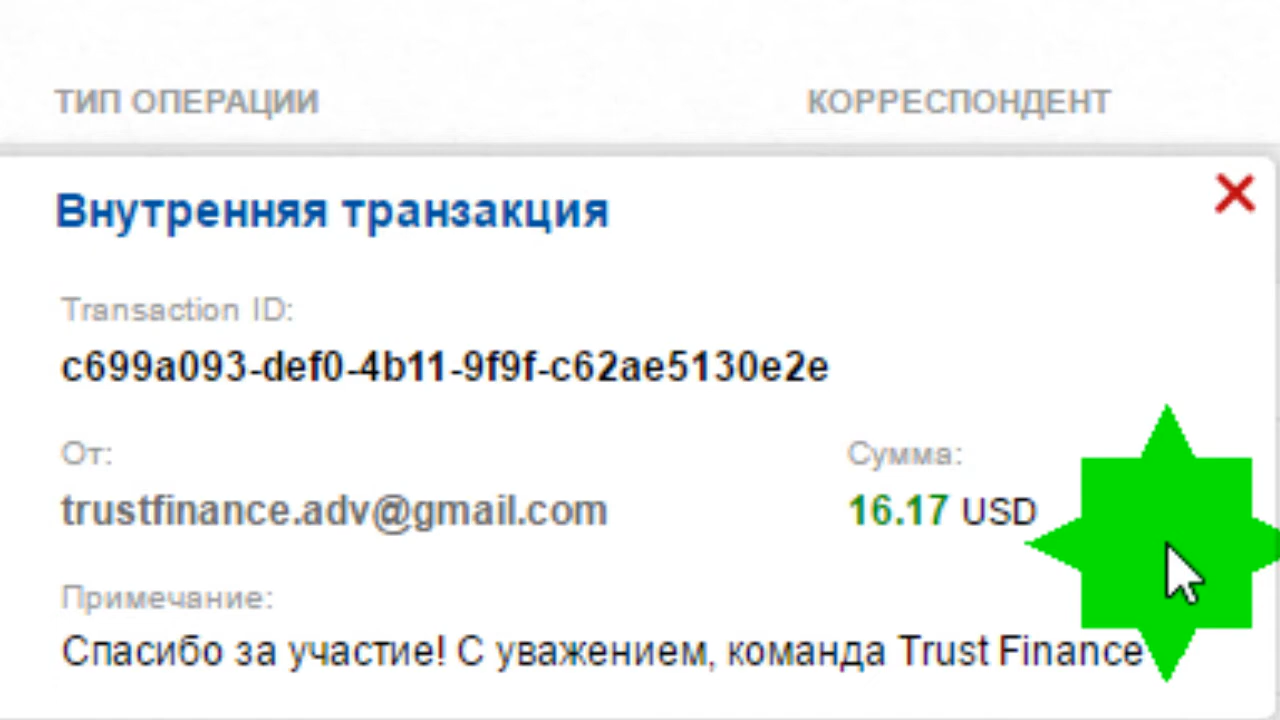 ТИП ОПЕРАЦИИ КОРРЕСПОНДЕНТ
Внутренняя транзакция
Transaction ID:
c699a093-def0-4b11-9f9f-c62ae5130e2e
От: Сумма:
trustfinance.adv@gmail.com 16.17 USD
Примечание:
Спасибо за участие! С уважением, команда Trust Finance